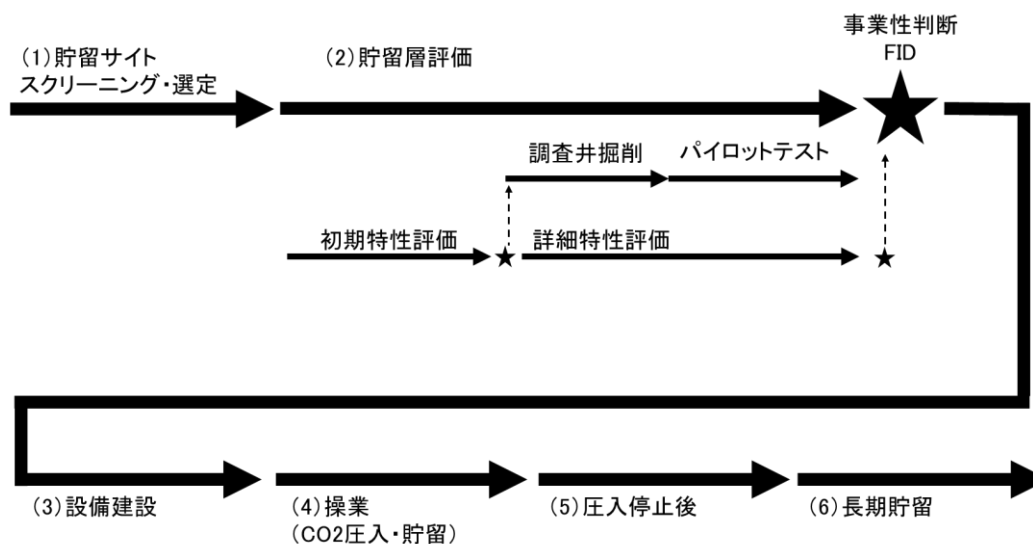 (1)貯留サイト
スクリーニング・選定
(2)貯留層評価
事業性判断
FID
調査井掘削
パイロットテスト
初期特性評価
詳細特性評価
(3)設備建設
(4)操業
(CO2圧入・貯留)
(5)圧入停止後
(6)長期貯留